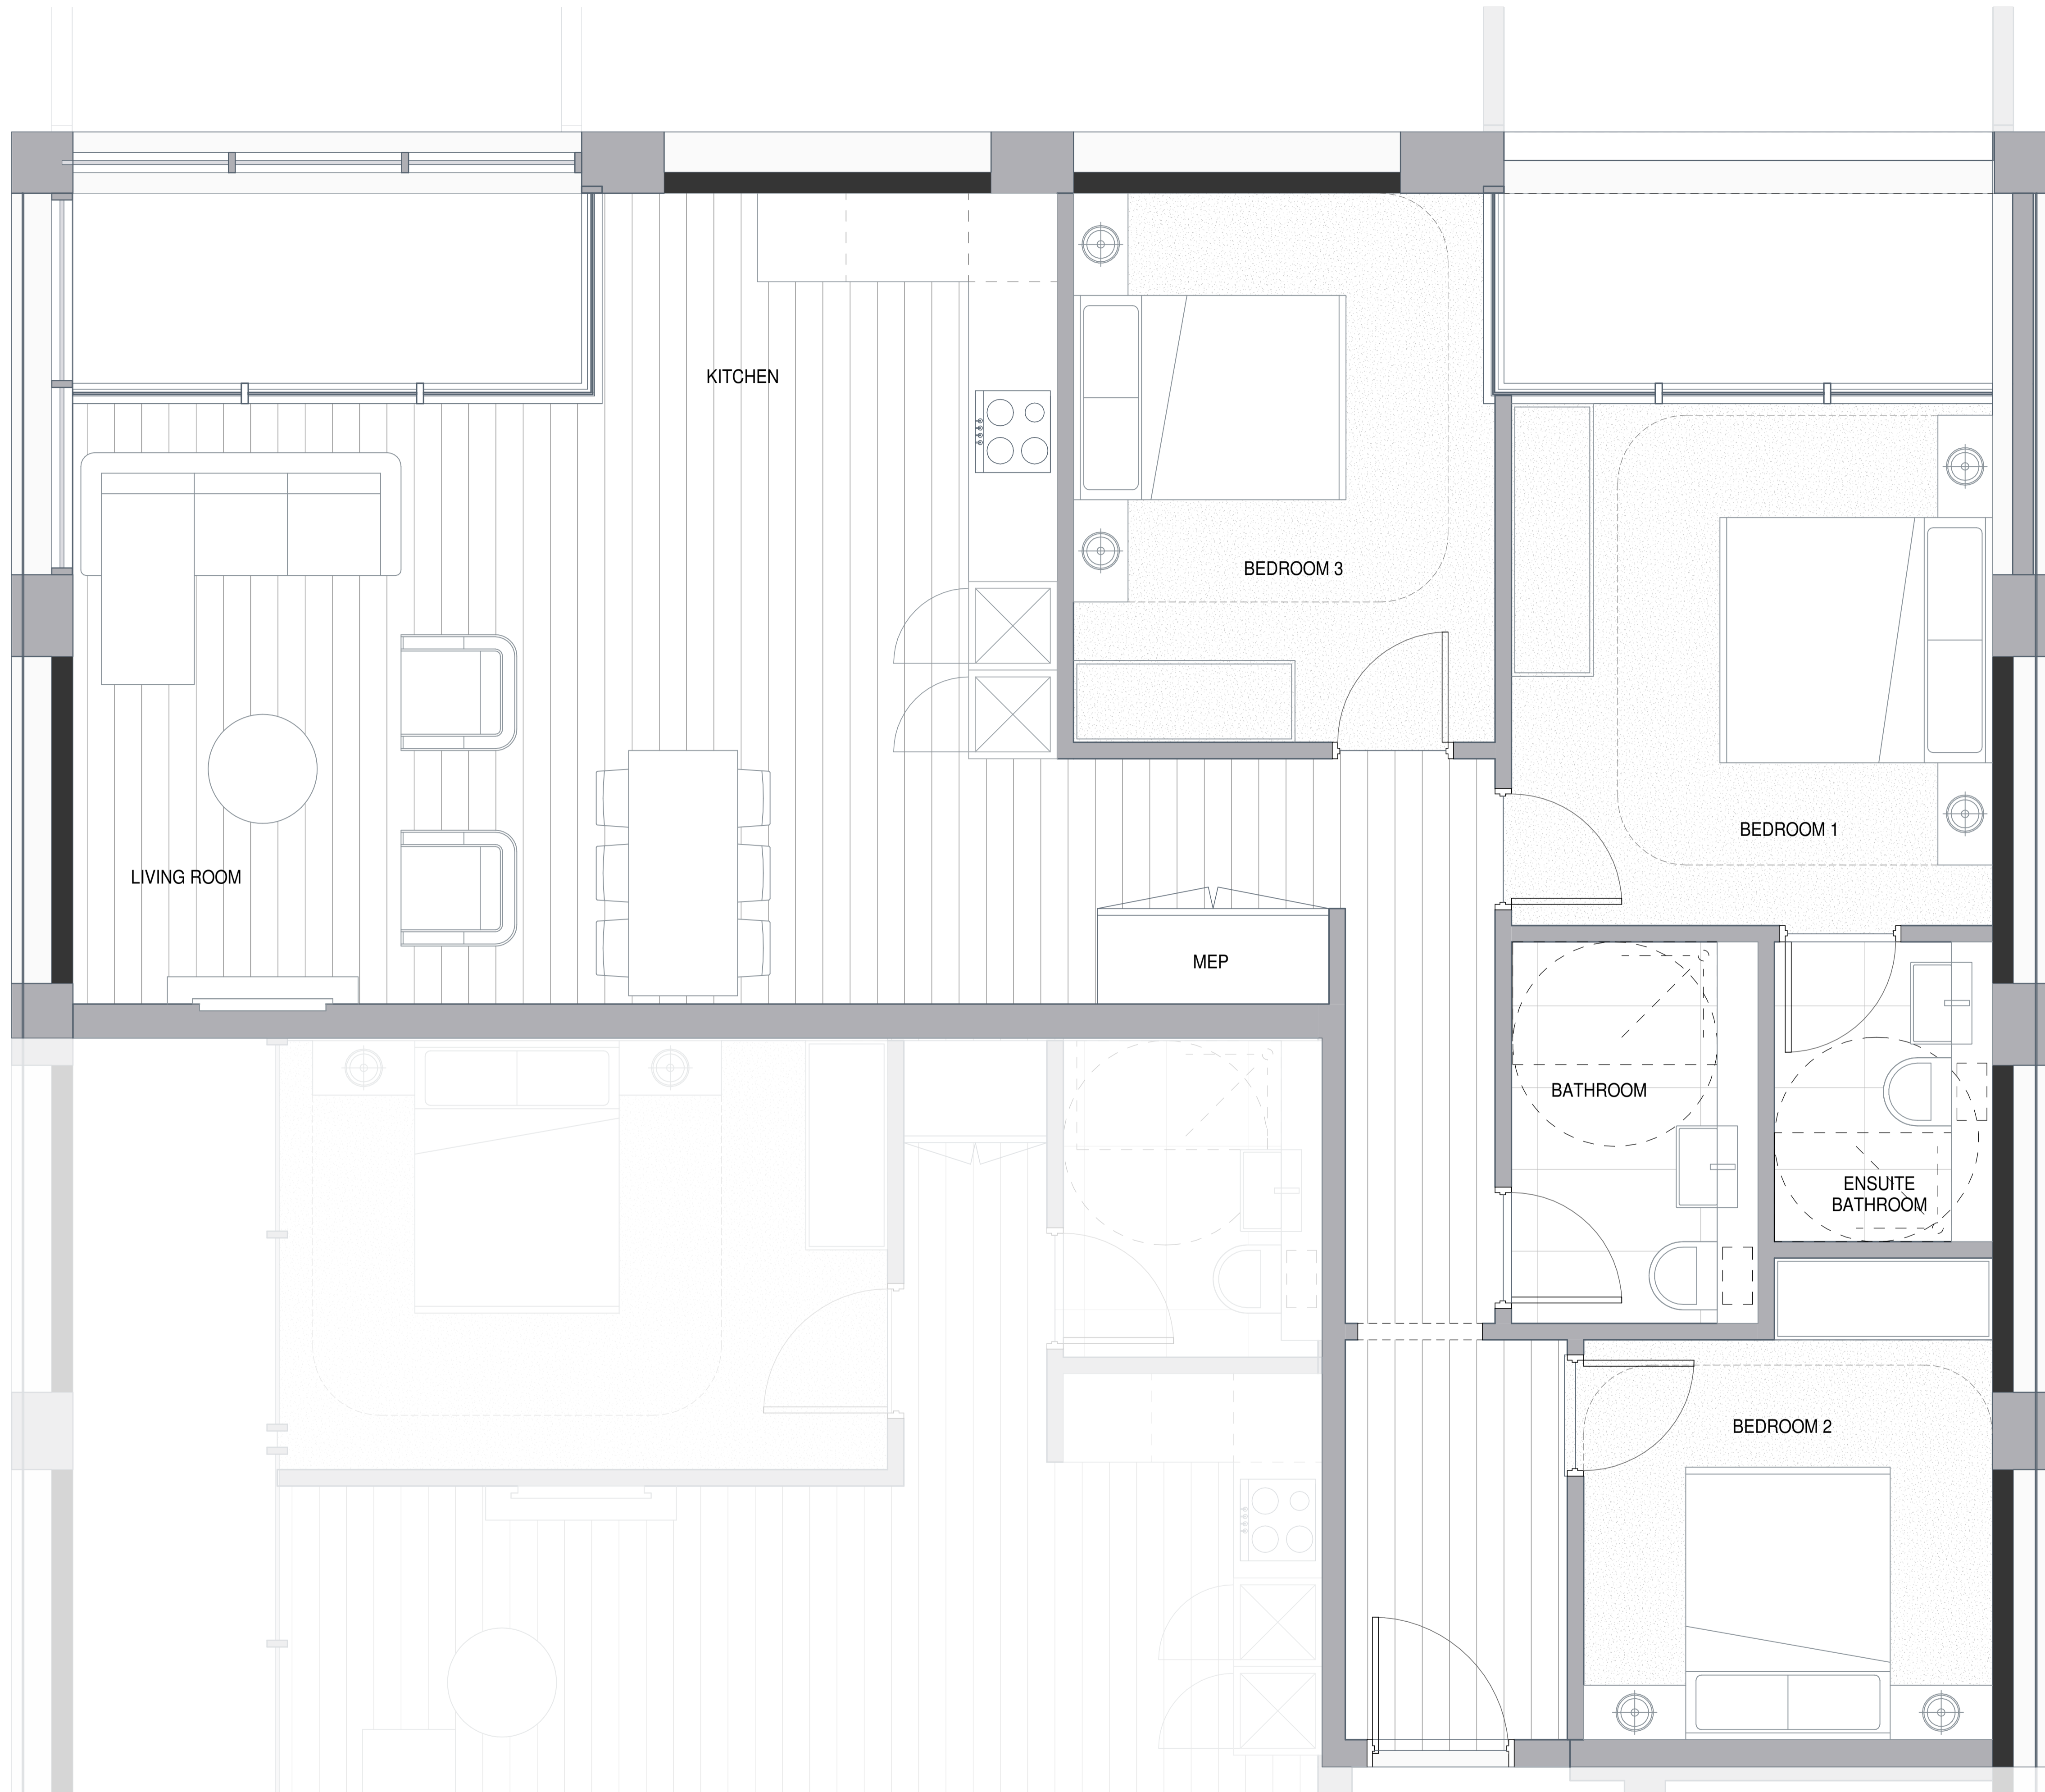 KITCHEN
BEDROOM 3
BEDROOM 1
LIVING ROOM
MEP
BATHROOM
ENSUITE
BATHROOM
BEDROOM 2